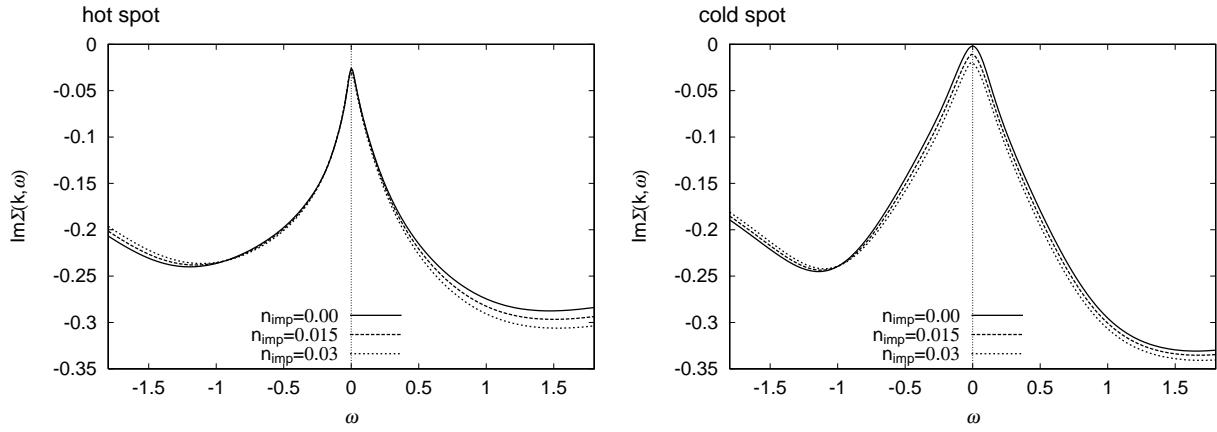 hot spot
0
-0.05
-0.1
-0.15
-0.2
-0.25
-0.3
-0.35
ImΣ(k,ω)
n_imp=0.00
n_imp=0.015
n_imp=0.03
-1.5 -1 -0.5 0 0.5 1 1.5
ω
cold spot
0
-0.05
-0.1
-0.15
-0.2
-0.25
-0.3
-0.35
ImΣ(k,ω)
n_imp=0.00
n_imp=0.015
n_imp=0.03
-1.5 -1 -0.5 0 0.5 1 1.5
ω